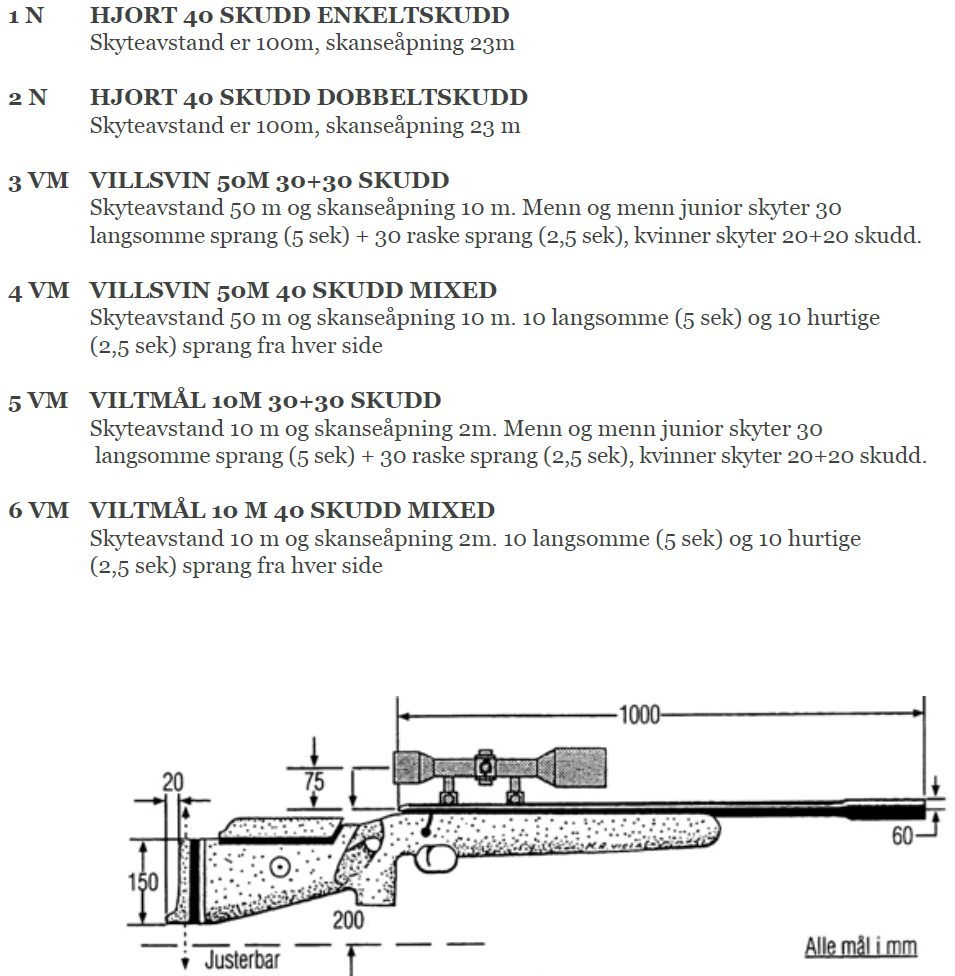 1 N HJORT 40 SKUDD ENKELTSKUDD
Skyteavstand er 100m, skanseåpning 23m
2 N HJORT 40 SKUDD DOBBELTSKUDD
Skyteavstand er 100m, skanseåpning 23 m
3 VM VILLSVIN 50M 30+30 SKUDD
Skyteavstand 50 m og skanseåpning 10 m. Menn og menn junior skyter 30
langsomme sprang (5 sek) + 30 raske sprang (2,5 sek), kvinner skyter 20+20 skudd.
4 VM VILLSVIN 50M 40 SKUDD MIXED
Skyteavstand 50 m og skanseåpning 10 m. 10 langsomme (5 sek) og 10 hurtige
(2,5 sek) sprang fra hver side
5 VM VILTMÅL 10M 30+30 SKUDD
Skyteavstand 10 m og skanseåpning 2m. Menn og menn junior skyter 30
langsomme sprang (5 sek) + 30 raske sprang (2,5 sek), kvinner skyter 20+20 skudd.
6 VM VILTMÅL 10 M 40 SKUDD MIXED
Skyteavstand 10 m og skanseåpning 2m. 10 langsomme (5 sek) og 10 hurtige
(2,5 sek) sprang fra hver side
1000
75
20
60
150
200
Justerbar
Alle mål i mm